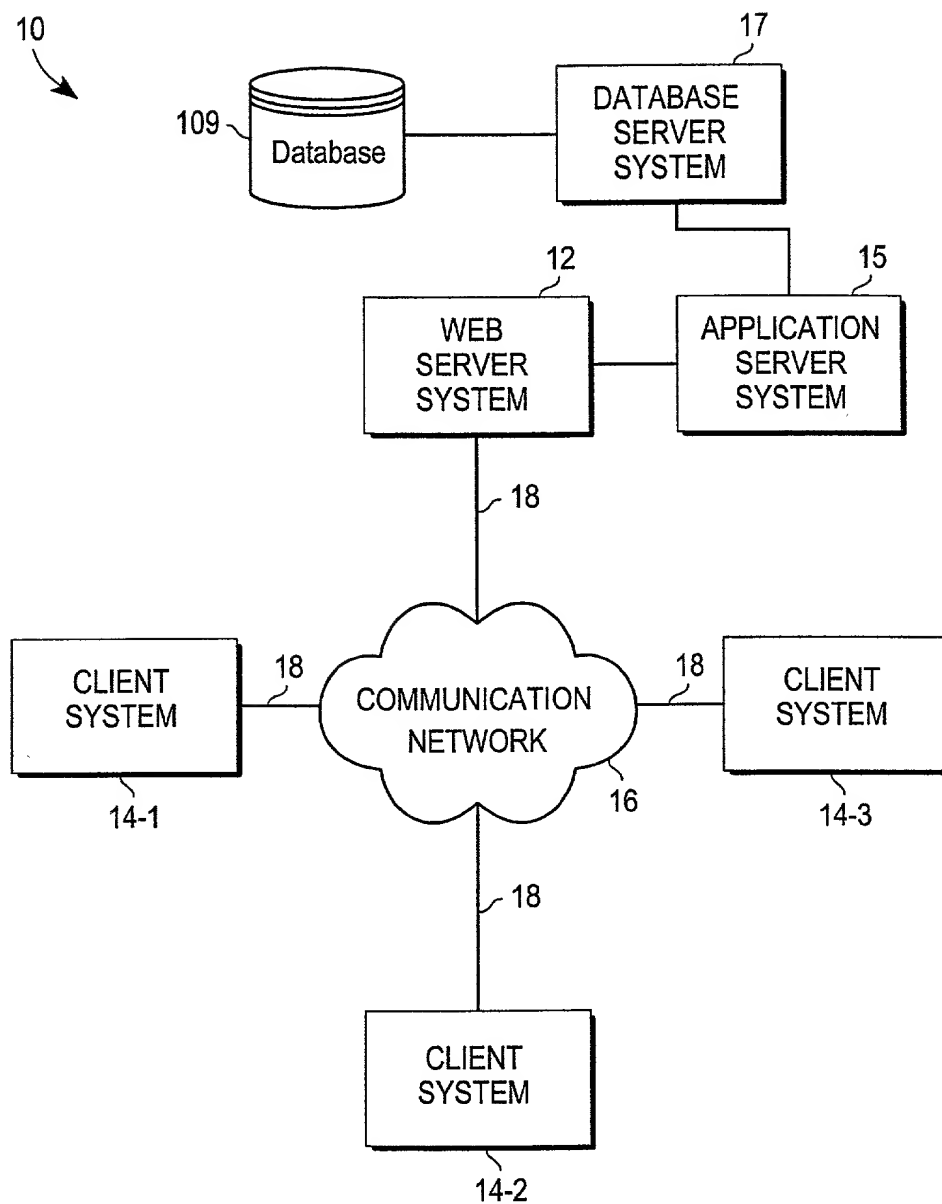 10
17
109
Database
DATABASE
SERVER
SYSTEM
12
15
WEB
SERVER
SYSTEM
APPLICATION
SERVER
SYSTEM
18
CLIENT
SYSTEM
18
COMMUNICATION
NETWORK
18
CLIENT
SYSTEM
14-1
16
14-3
18
CLIENT
SYSTEM
14-2